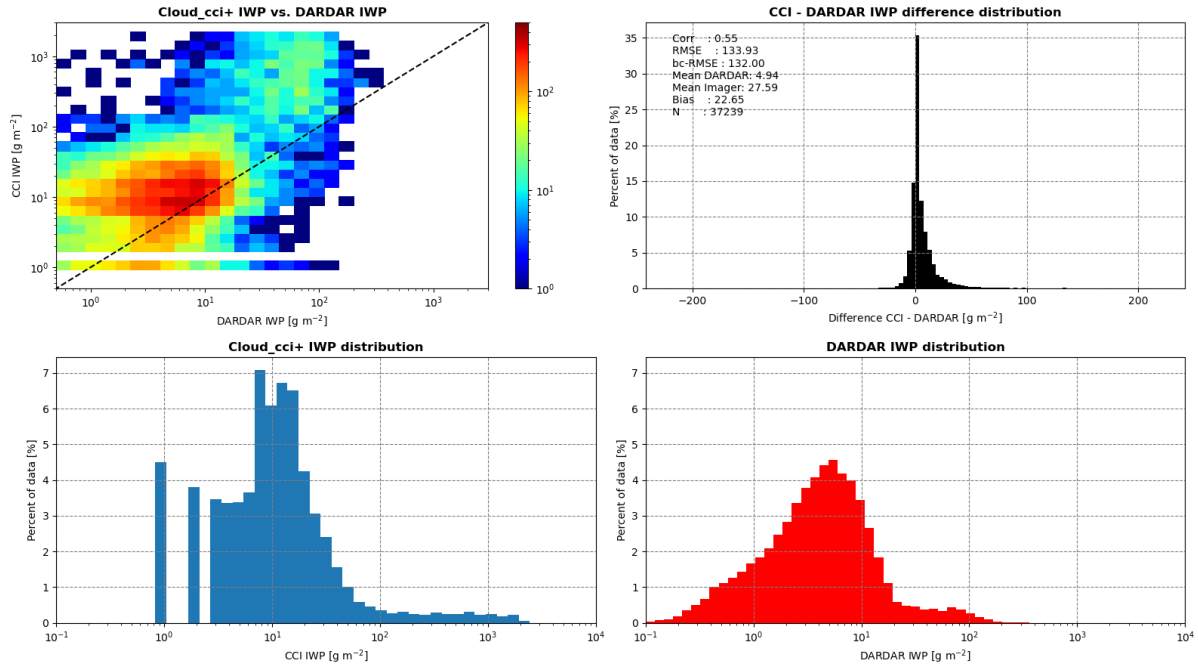 Cloud_cci+ IWP vs. DARDAR IWP
10³
10²
10¹
10⁰
CCI IWP [g m⁻²]
10⁰ 10¹ 10² 10³
DARDAR IWP [g m⁻²]
10²
10¹
10⁰
CCI - DARDAR IWP difference distribution
Corr : 0.55
RMSE : 133.93
bc-RMSE : 132.00
Mean DARDAR: 4.94
Mean Imager: 27.59
Bias : 22.65
N : 37239
35
30
25
20
15
10
5
0
Percent of data [%]
−200 −100 0 100 200
Difference CCI - DARDAR [g m⁻²]
Cloud_cci+ IWP distribution
7
6
5
4
3
2
1
0
Percent of data [%]
10⁻¹ 10⁰ 10¹ 10² 10³ 10⁴
CCI IWP [g m⁻²]
DARDAR IWP distribution
7
6
5
4
3
2
1
0
Percent of data [%]
10⁻¹ 10⁰ 10¹ 10² 10³ 10⁴
DARDAR IWP [g m⁻²]